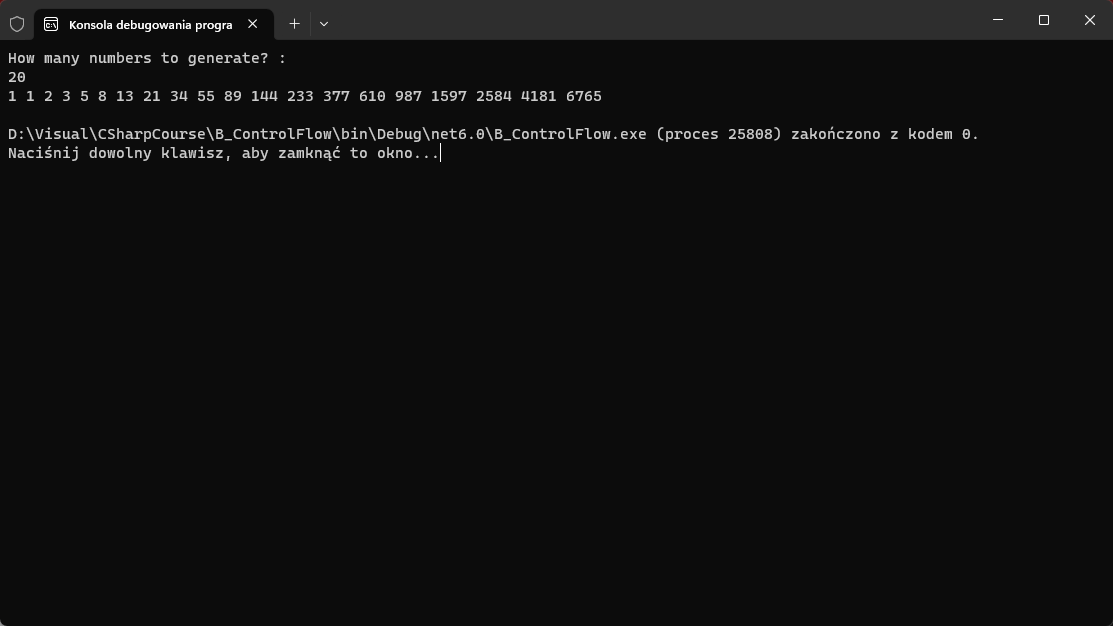 Konsola debugowania progra
How many numbers to generate? :
20
1 1 2 3 5 8 13 21 34 55 89 144 233 377 610 987 1597 2584 4181 6765
D:\Visual\CSharpCourse\B_ControlFlow\bin\Debug\net6.0\B_ControlFlow.exe (proces 25808) zakończono z kodem 0.
Naciśnij dowolny klawisz, aby zamknąć to okno...